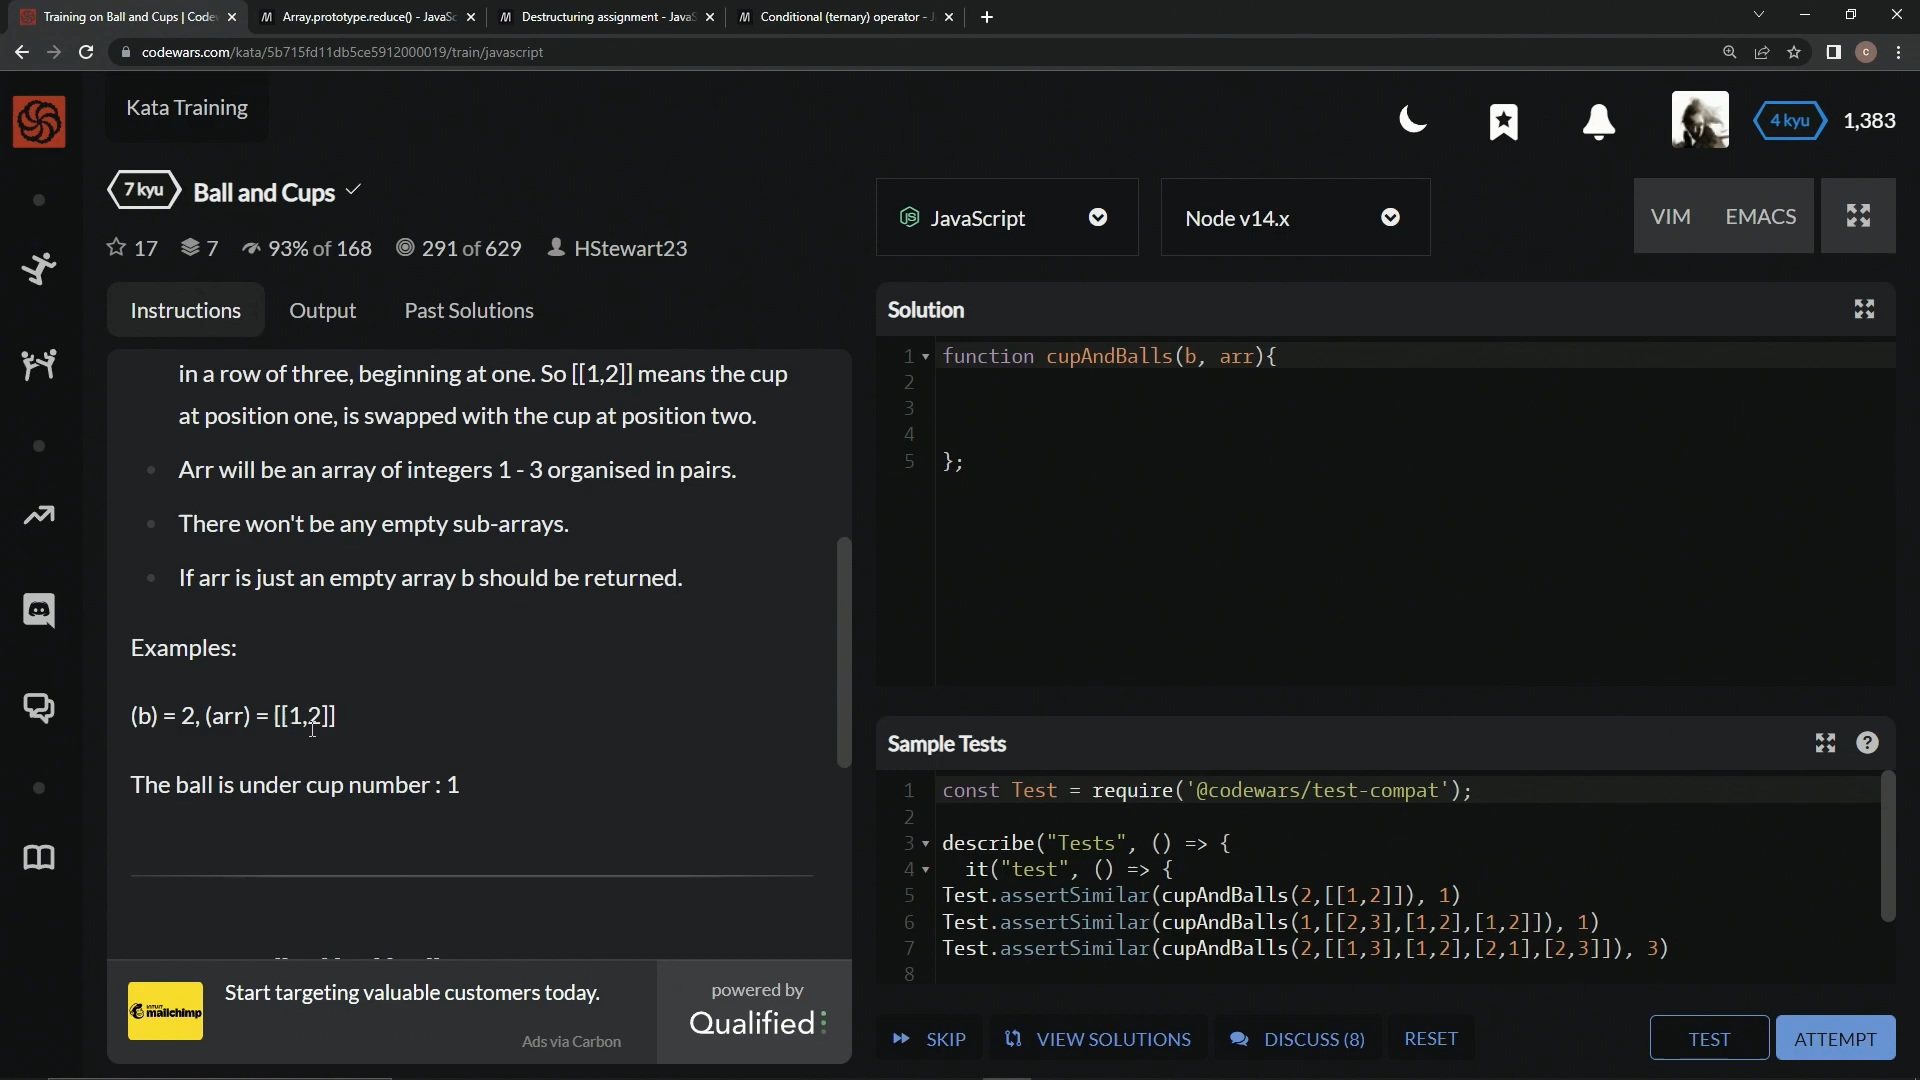 Training on Ball and Cups | Codew
Array.prototype.reduce() - JavaSc
Destructuring assignment - JavaS
Conditional (ternary) operator - J
codewars.com/kata/5b715fd11db5ce5912000019/train/javascript
C
Kata Training
4 kyu
1,383
7 kyu
Ball and Cups
17
7
93% of 168
291 of 629
HStewart23
JavaScript
Node v14.x
VIM
EMACS
Instructions
Output
Past Solutions
in a row of three, beginning at one. So [[1,2]] means the cup
at position one, is swapped with the cup at position two.
Arr will be an array of integers 1 - 3 organised in pairs.
There won't be any empty sub-arrays.
If arr is just an empty array b should be returned.
Examples:
(b) = 2, (arr) = [[1,2]]
The ball is under cup number : 1
INTUIT
mailchimp
Start targeting valuable customers today.
Ads via Carbon
powered by
Qualified
Solution
1 function cupAndBalls(b, arr){
2
3
4
5 };
Sample Tests
1 const Test = require('@codewars/test-compat');
2
3 describe("Tests", () => {
4 it("test", () => {
5 Test.assertSimilar(cupAndBalls(2,[[1,2]]), 1)
6 Test.assertSimilar(cupAndBalls(1,[[2,3],[1,2],[1,2]]), 1)
7 Test.assertSimilar(cupAndBalls(2,[[1,3],[1,2],[2,1],[2,3]]), 3)
8
SKIP
VIEW SOLUTIONS
DISCUSS (8)
RESET
TEST
ATTEMPT